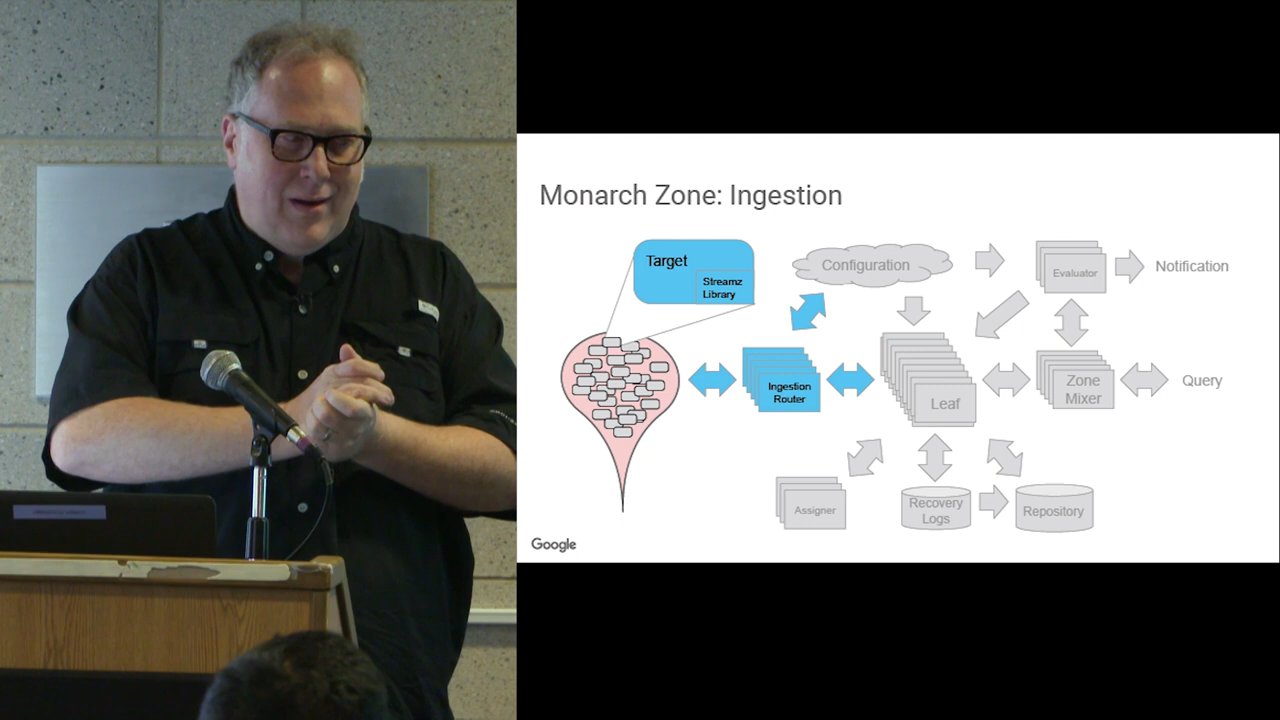 Monarch Zone: Ingestion
Target
Streamz
Library
Configuration
Evaluator
Notification
Ingestion
Router
Leaf
Zone
Mixer
Query
Assigner
Recovery
Logs
Repository
Google